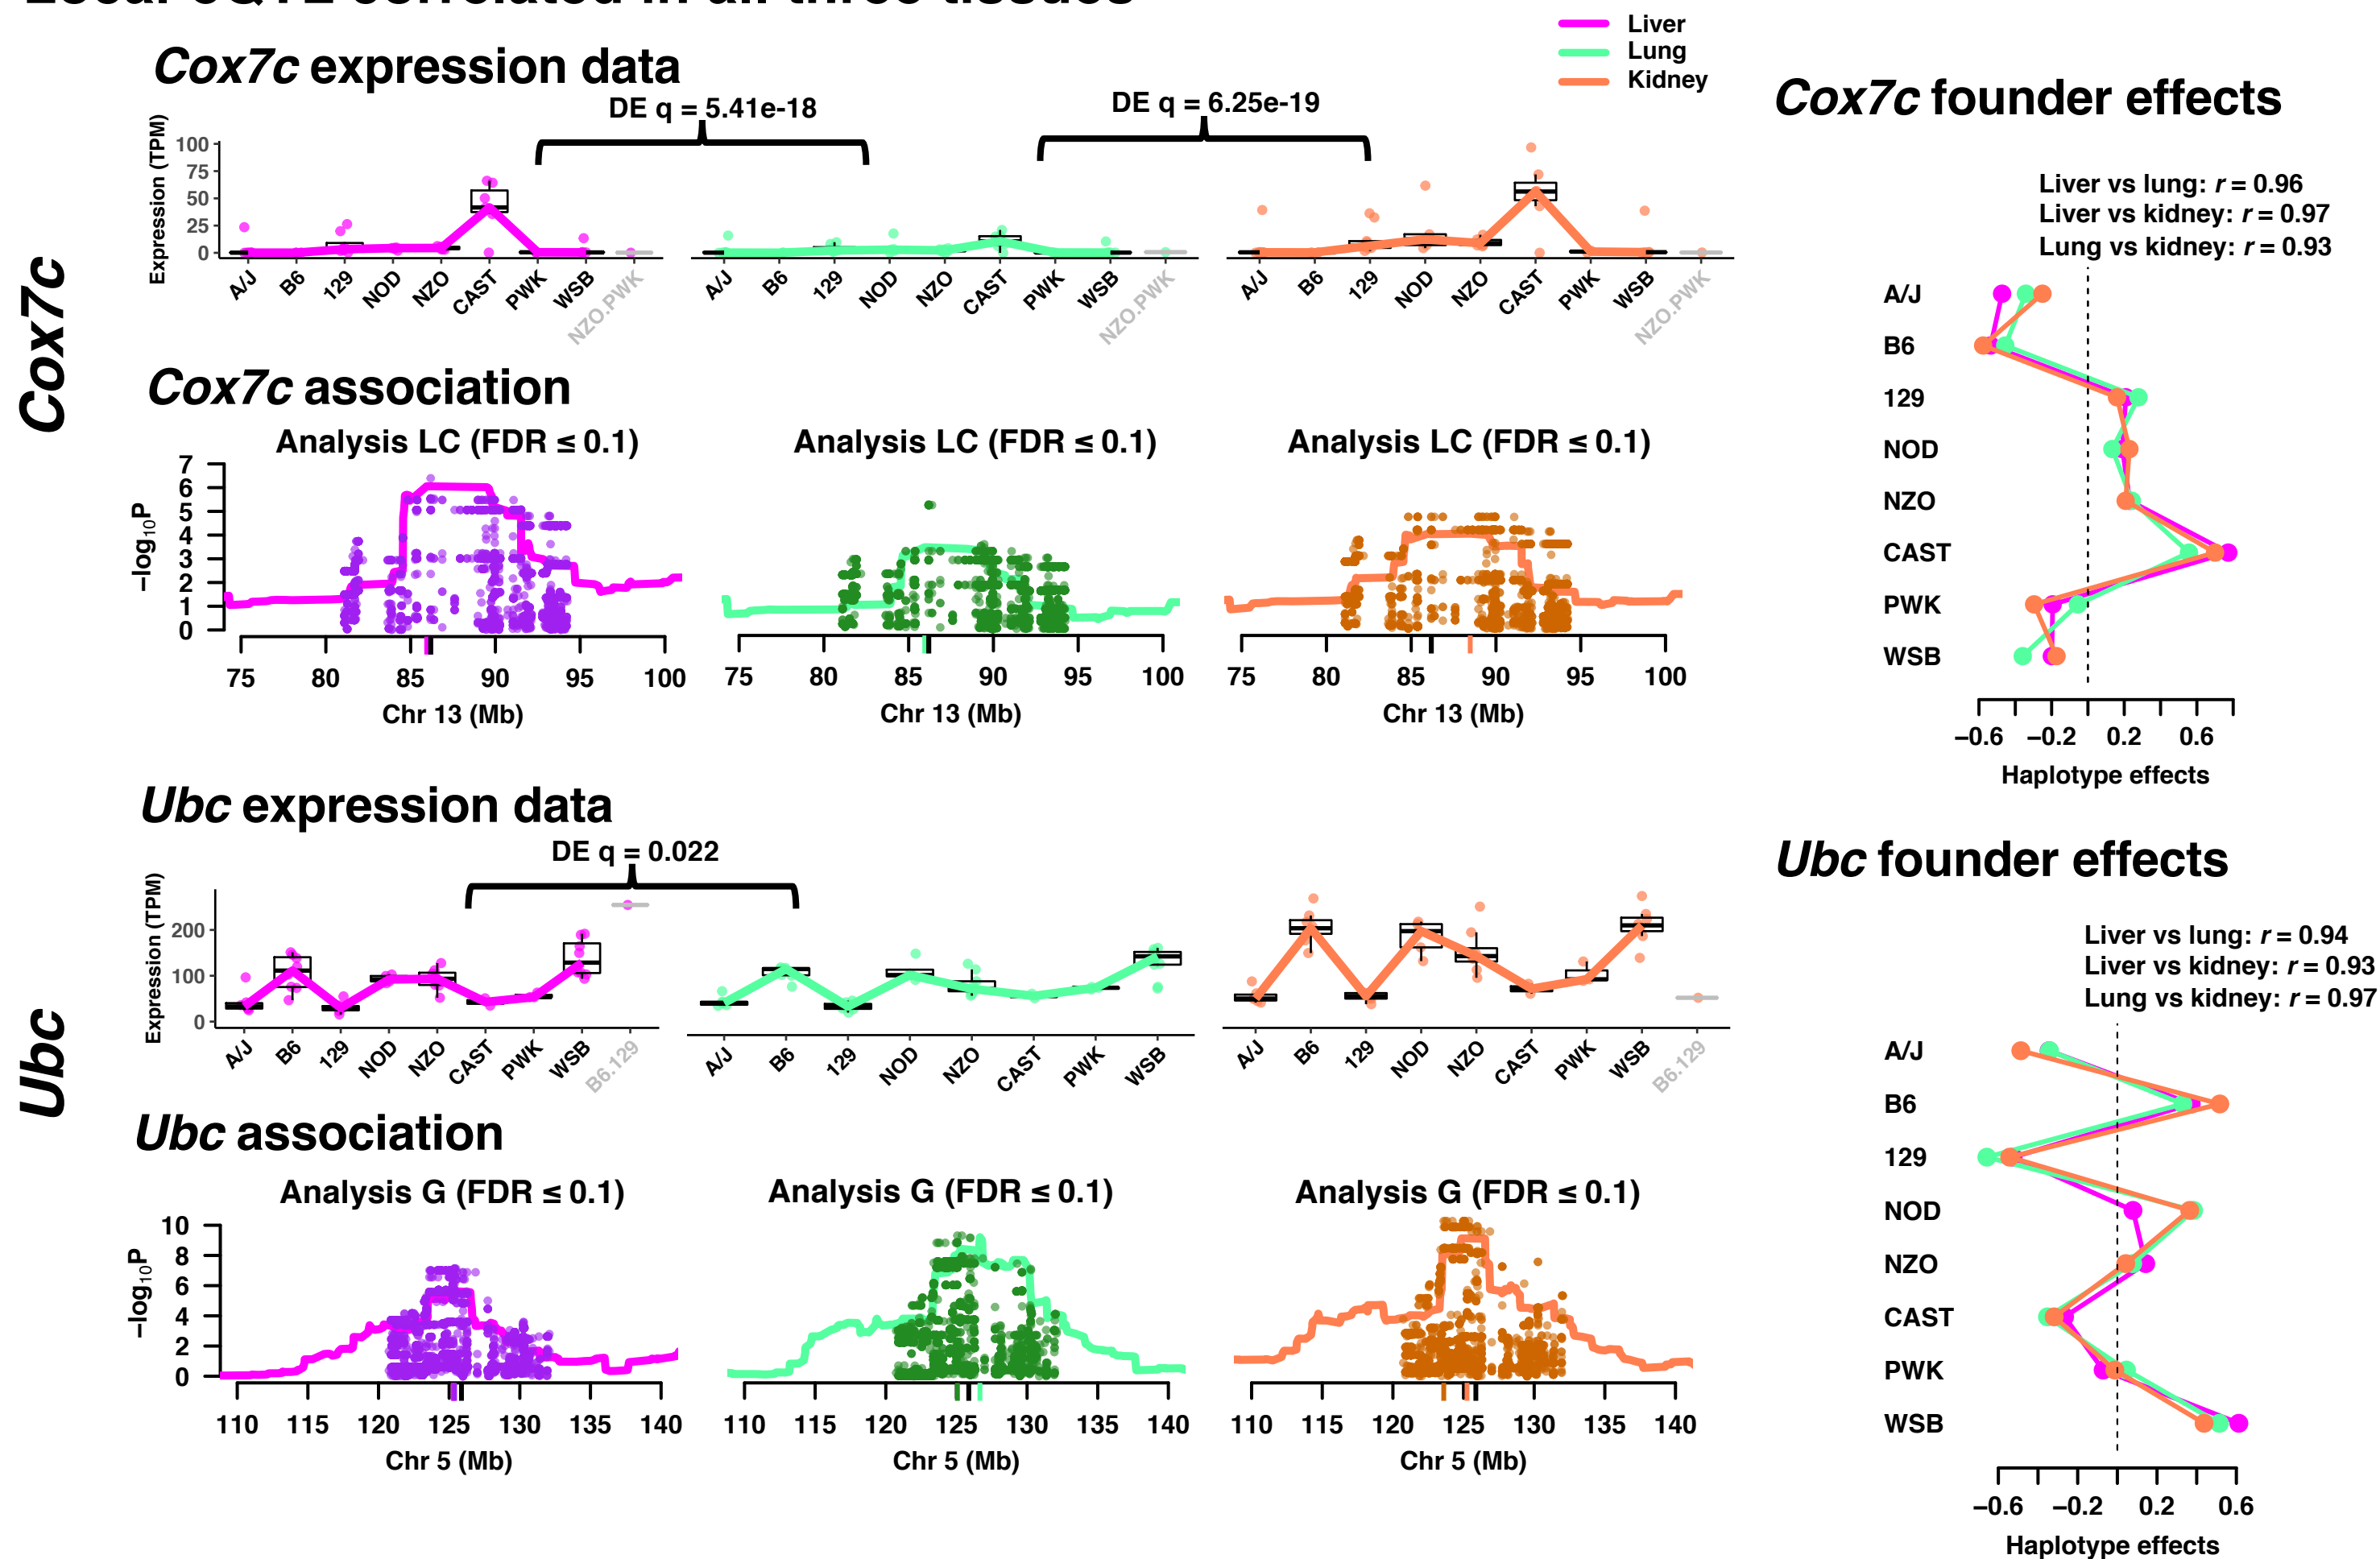 Local eQTL correlated in all three tissues
Liver
Lung
Kidney
Cox7c
Cox7c expression data
DE q = 5.41e-18
DE q = 6.25e-19
Expression (TPM)
100
75
50
25
0
A/J B6 129 NOD NZO CAST PWK WSB NZO.PWK
A/J B6 129 NOD NZO CAST PWK WSB NZO.PWK
A/J B6 129 NOD NZO CAST PWK WSB NZO.PWK
Cox7c association
Analysis LC (FDR ≤ 0.1)
Analysis LC (FDR ≤ 0.1)
Analysis LC (FDR ≤ 0.1)
−log10P
7
6
5
4
3
2
1
0
75 80 85 90 95 100
75 80 85 90 95 100
75 80 85 90 95 100
Chr 13 (Mb)
Chr 13 (Mb)
Chr 13 (Mb)
Cox7c founder effects
Liver vs lung: r = 0.96
Liver vs kidney: r = 0.97
Lung vs kidney: r = 0.93
A/J
B6
129
NOD
NZO
CAST
PWK
WSB
−0.6 −0.2 0.2 0.6
Haplotype effects
Ubc
Ubc expression data
DE q = 0.022
Expression (TPM)
200
100
0
A/J B6 129 NOD NZO CAST PWK WSB B6.129
A/J B6 129 NOD NZO CAST PWK WSB
A/J B6 129 NOD NZO CAST PWK WSB B6.129
Ubc association
Analysis G (FDR ≤ 0.1)
Analysis G (FDR ≤ 0.1)
Analysis G (FDR ≤ 0.1)
−log10P
10
8
6
4
2
0
110 115 120 125 130 135 140
110 115 120 125 130 135 140
110 115 120 125 130 135 140
Chr 5 (Mb)
Chr 5 (Mb)
Chr 5 (Mb)
Ubc founder effects
Liver vs lung: r = 0.94
Liver vs kidney: r = 0.93
Lung vs kidney: r = 0.97
A/J
B6
129
NOD
NZO
CAST
PWK
WSB
−0.6 −0.2 0.2 0.6
Haplotype effects